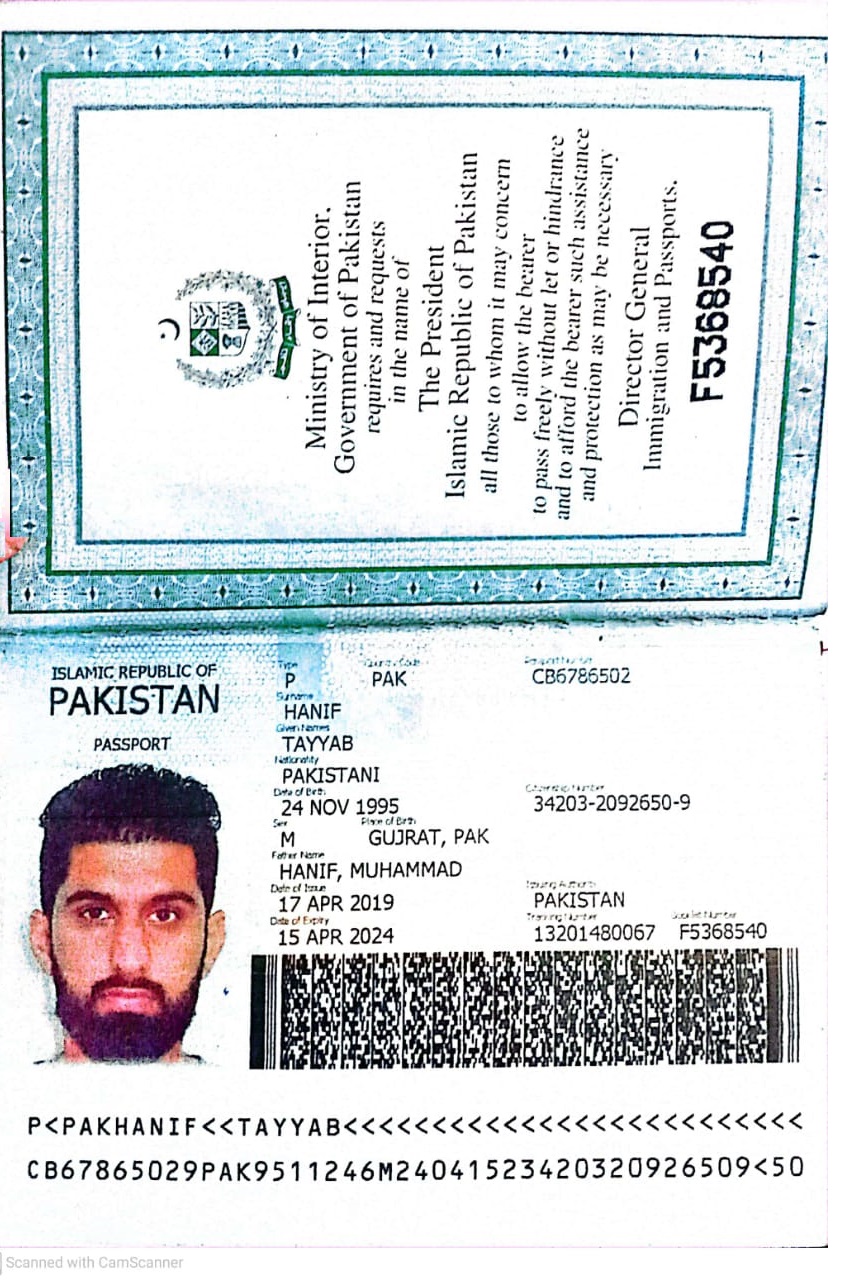 Ministry of Interior.
Government of Pakistan
requires and requests
in the name of
The President
Islamic Republic of Pakistan
all those to whom it may concern
to allow the bearer
to pass freely without let or hindrance
and to afford the bearer such assistance
and protection as may be necessary
Director General
Immigration and Passports.
F5368540
ISLAMIC REPUBLIC OF
PAKISTAN
PASSPORT
Type Country Code Passport Number
P PAK CB6786502
Surname
HANIF
Given Names
TAYYAB
Nationality
PAKISTANI
Date of Birth Citizenship Number
24 NOV 1995 34203-2092650-9
Sex Place of Birth
M GUJRAT, PAK
Father Name
HANIF, MUHAMMAD
Date of Issue Issuing Authority
17 APR 2019 PAKISTAN
Date of Expiry Tracking Number Booklet Number
15 APR 2024 13201480067 F5368540
P<PAKHANIF<<TAYYAB<<<<<<<<<<<<<<<<<<<<<<<<<<
CB67865029PAK9511246M2404152342032092650​9<50
Scanned with CamScanner